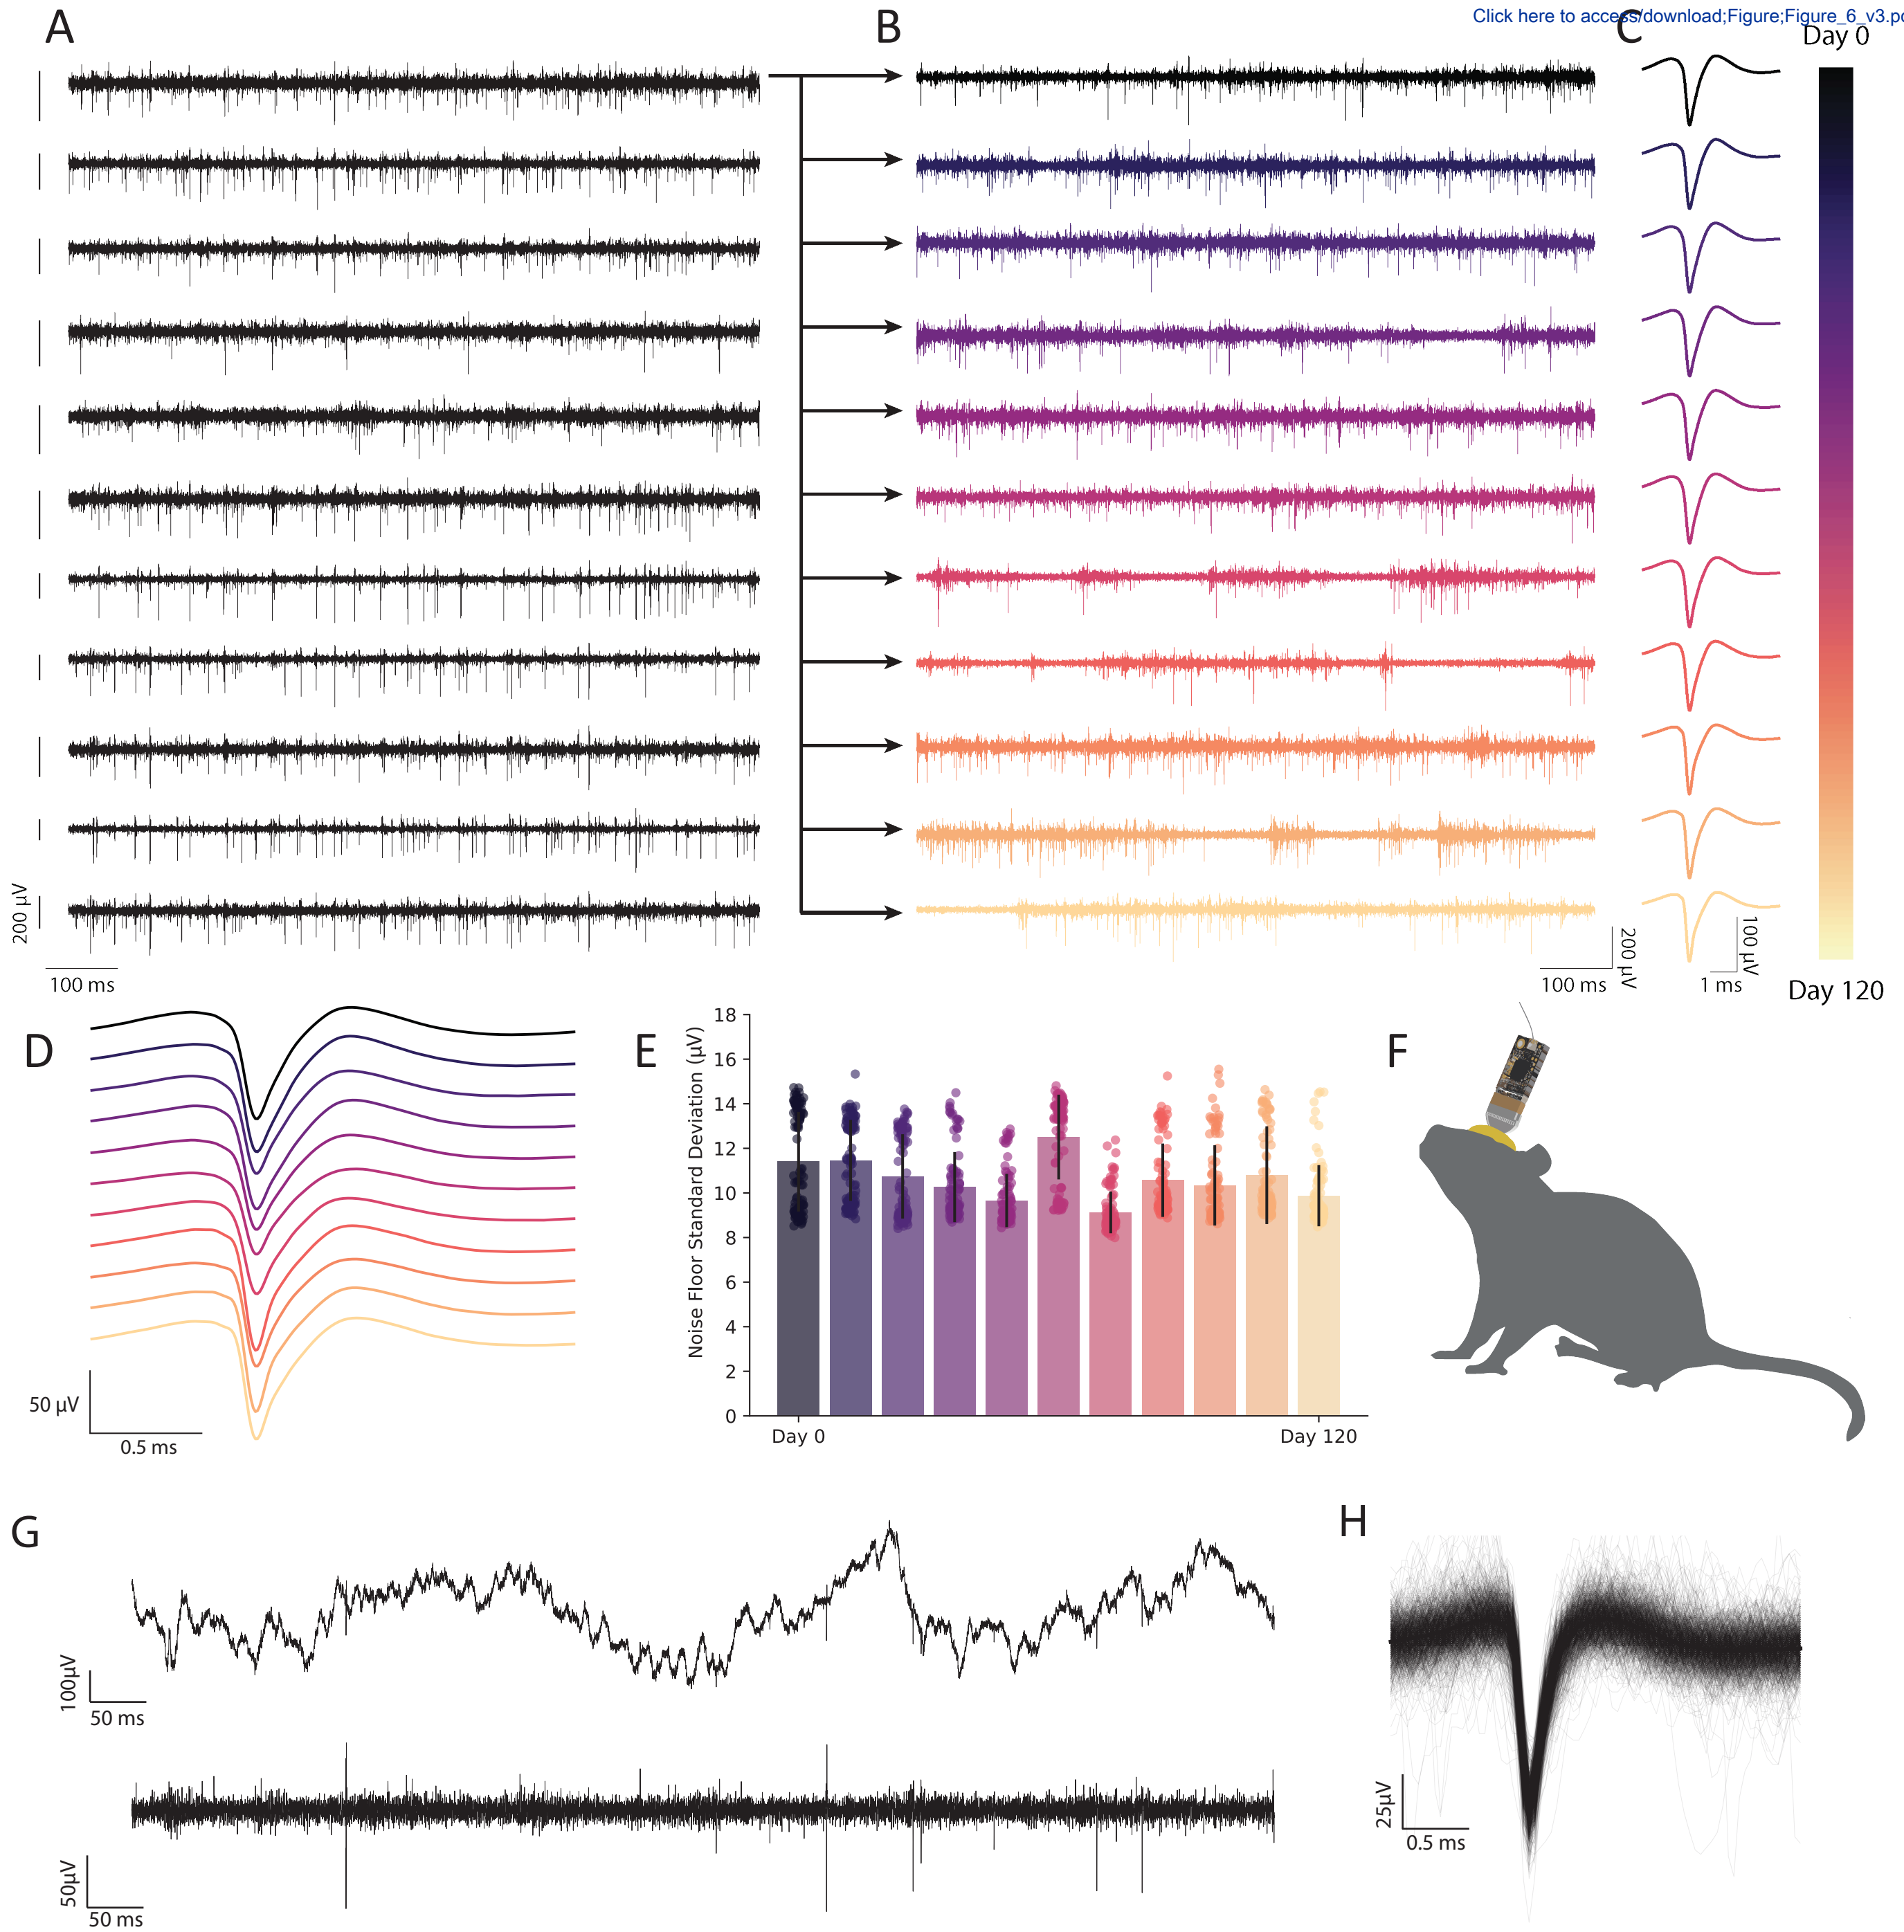 Click here to access/download;Figure;Figure_6_v3.p
A
B
C
Day 0
200 µV
100 ms
200 µV
100 ms
100 µV
1 ms
Day 120
D
50 µV
0.5 ms
E
Noise Floor Standard Deviation (µV)
18
16
14
12
10
8
6
4
2
0
Day 0
Day 120
F
G
100µV
50 ms
50µV
50 ms
H
25µV
0.5 ms